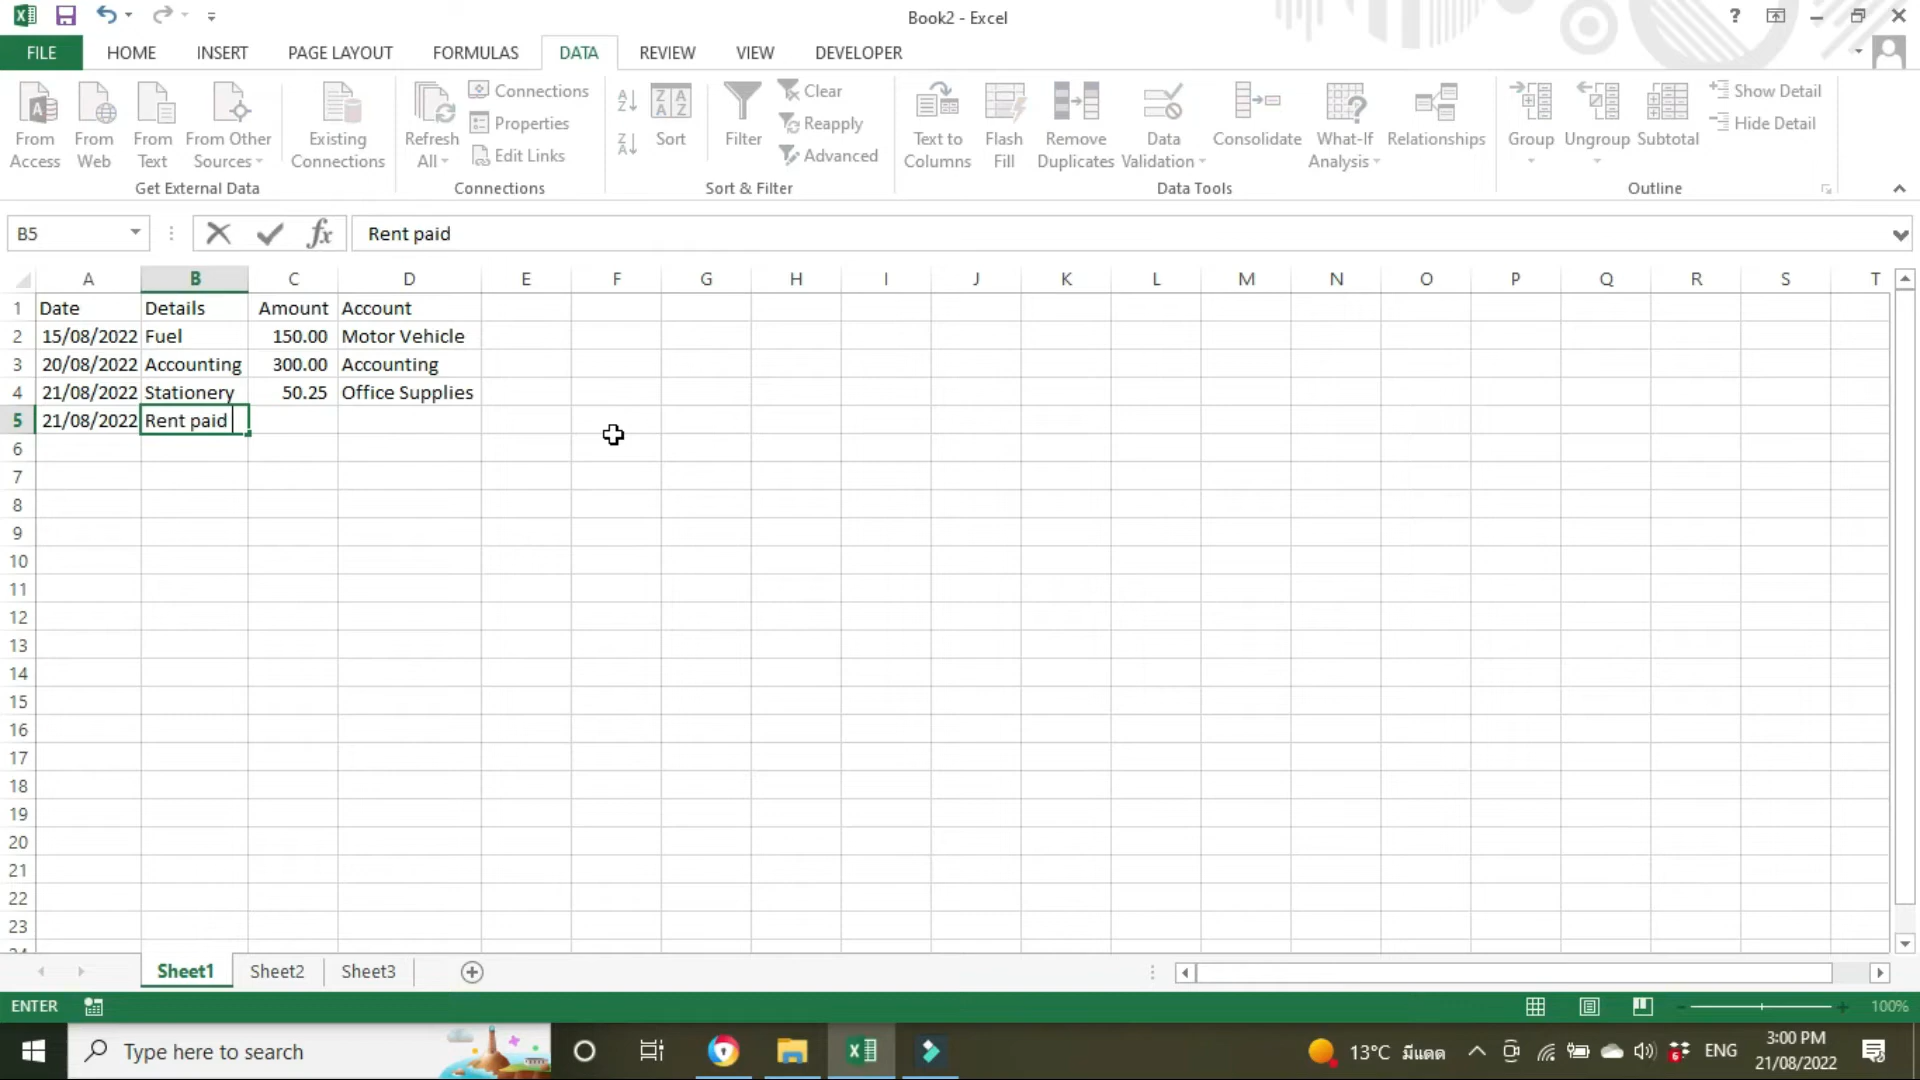 Book2 - Excel
?
FILE HOME INSERT PAGE LAYOUT FORMULAS DATA REVIEW VIEW DEVELOPER
From Access
From Web
From Text
From Other Sources
Existing Connections
Get External Data
Refresh All
Connections
Properties
Edit Links
Connections
Sort
Filter
Clear
Reapply
Advanced
Sort & Filter
Text to Columns
Flash Fill
Remove Duplicates
Data Validation
Consolidate
What-If Analysis
Relationships
Data Tools
Group
Ungroup
Subtotal
Show Detail
Hide Detail
Outline
B5 fx Rent paid
A B C D E F G H I J K L M N O P Q R S T
1 Date Details Amount Account
2 15/08/2022 Fuel 150.00 Motor Vehicle
3 20/08/2022 Accounting 300.00 Accounting
4 21/08/2022 Stationery 50.25 Office Supplies
5 21/08/2022 Rent paid
6
7
8
9
10
11
12
13
14
15
16
17
18
19
20
21
22
23
24
Sheet1 Sheet2 Sheet3
ENTER 100%
Type here to search 13°C มีแดด ENG 3:00 PM
21/08/2022